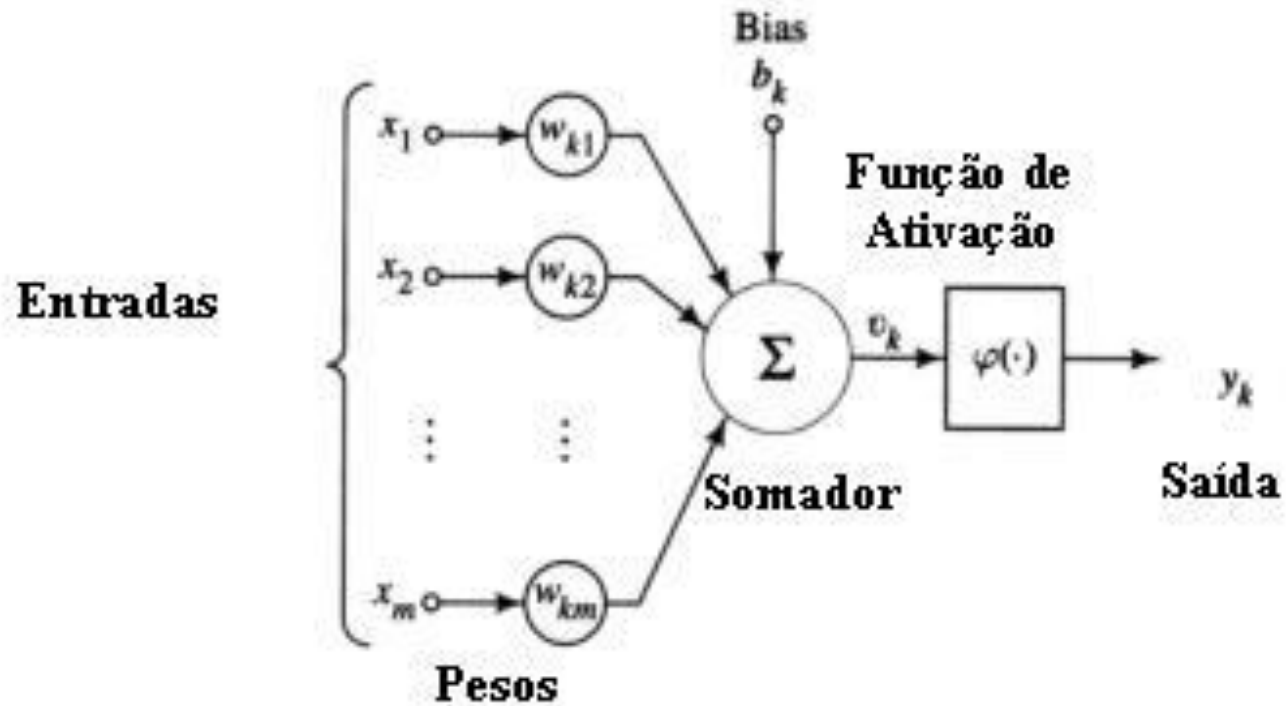 Bias
b_k
x_1
w_k1
Função de
Ativação
x_2
w_k2
Entradas
Σ
v_k
φ(·)
y_k
Somador
Saída
x_m
w_km
Pesos